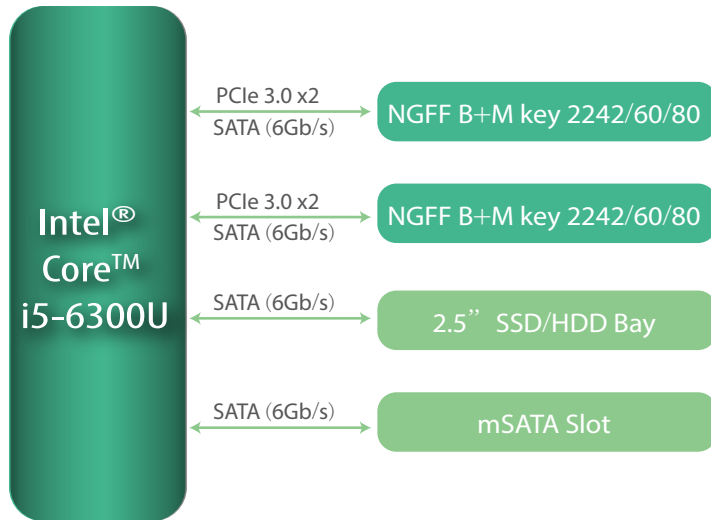 Intel®
Core™
i5-6300U
PCIe 3.0 x2
SATA (6Gb/s)
NGFF B+M key 2242/60/80
PCIe 3.0 x2
SATA (6Gb/s)
NGFF B+M key 2242/60/80
SATA (6Gb/s)
2.5” SSD/HDD Bay
SATA (6Gb/s)
mSATA Slot